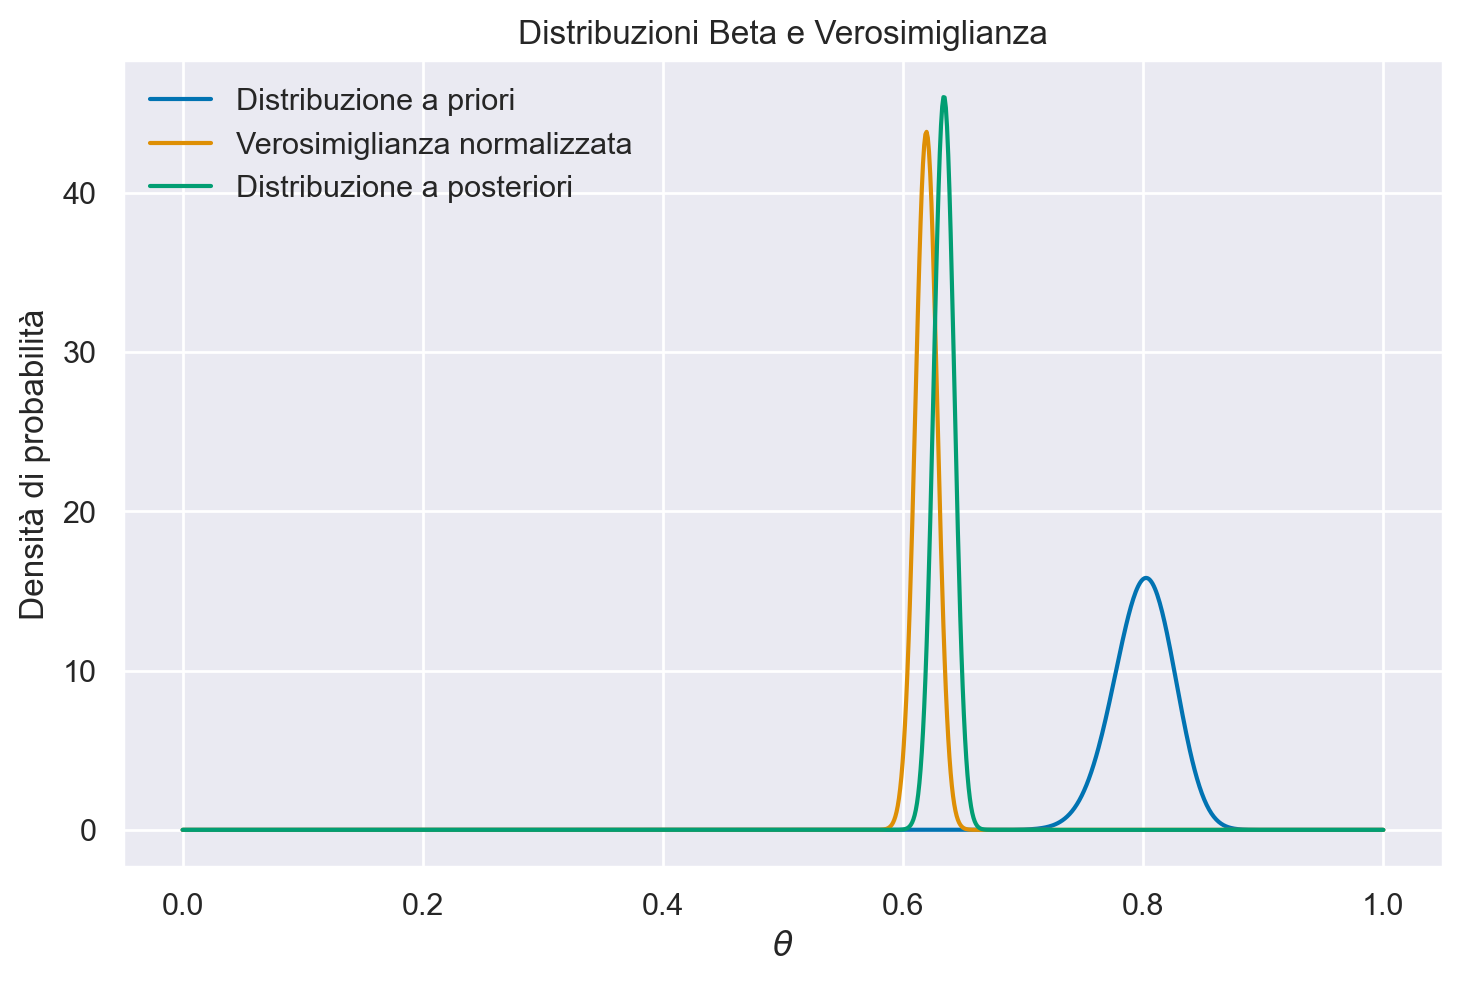 Distribuzioni Beta e Verosimiglianza
Distribuzione a priori
Verosimiglianza normalizzata
Distribuzione a posteriori
Densità di probabilità
40
30
20
10
0
0.0 0.2 0.4 0.6 0.8 1.0
θ